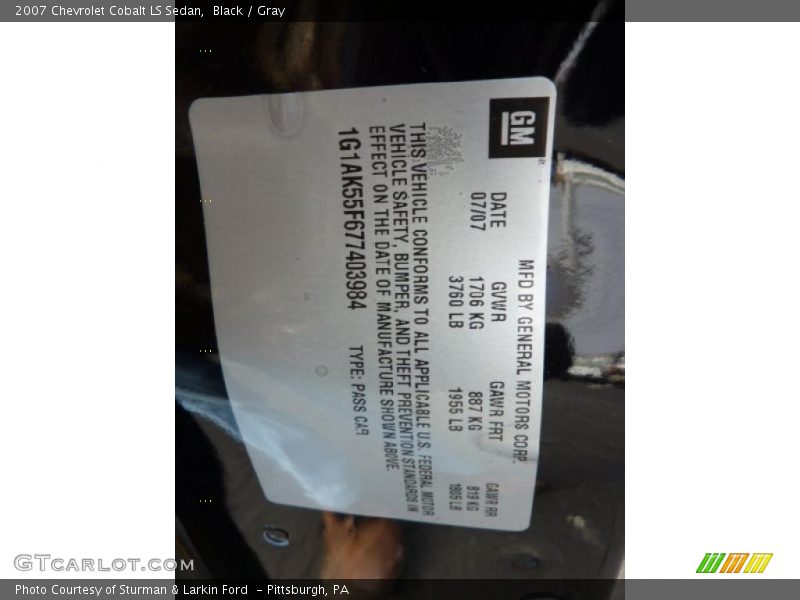 2007 Chevrolet Cobalt LS Sedan, Black / Gray
GM
MFD BY GENERAL MOTORS CORP.
DATE GVWR GAWR FRT GAWR RR
07/07 1706 KG 887 KG 819 KG
3760 LB 1955 LB 1805 LB
THIS VEHICLE CONFORMS TO ALL APPLICABLE U.S. FEDERAL MOTOR
VEHICLE SAFETY, BUMPER, AND THEFT PREVENTION STANDARDS IN
EFFECT ON THE DATE OF MANUFACTURE SHOWN ABOVE.
1G1AK55F677403984 TYPE: PASS CAR
GTcarlot.com
Photo Courtesy of Sturman & Larkin Ford - Pittsburgh, PA